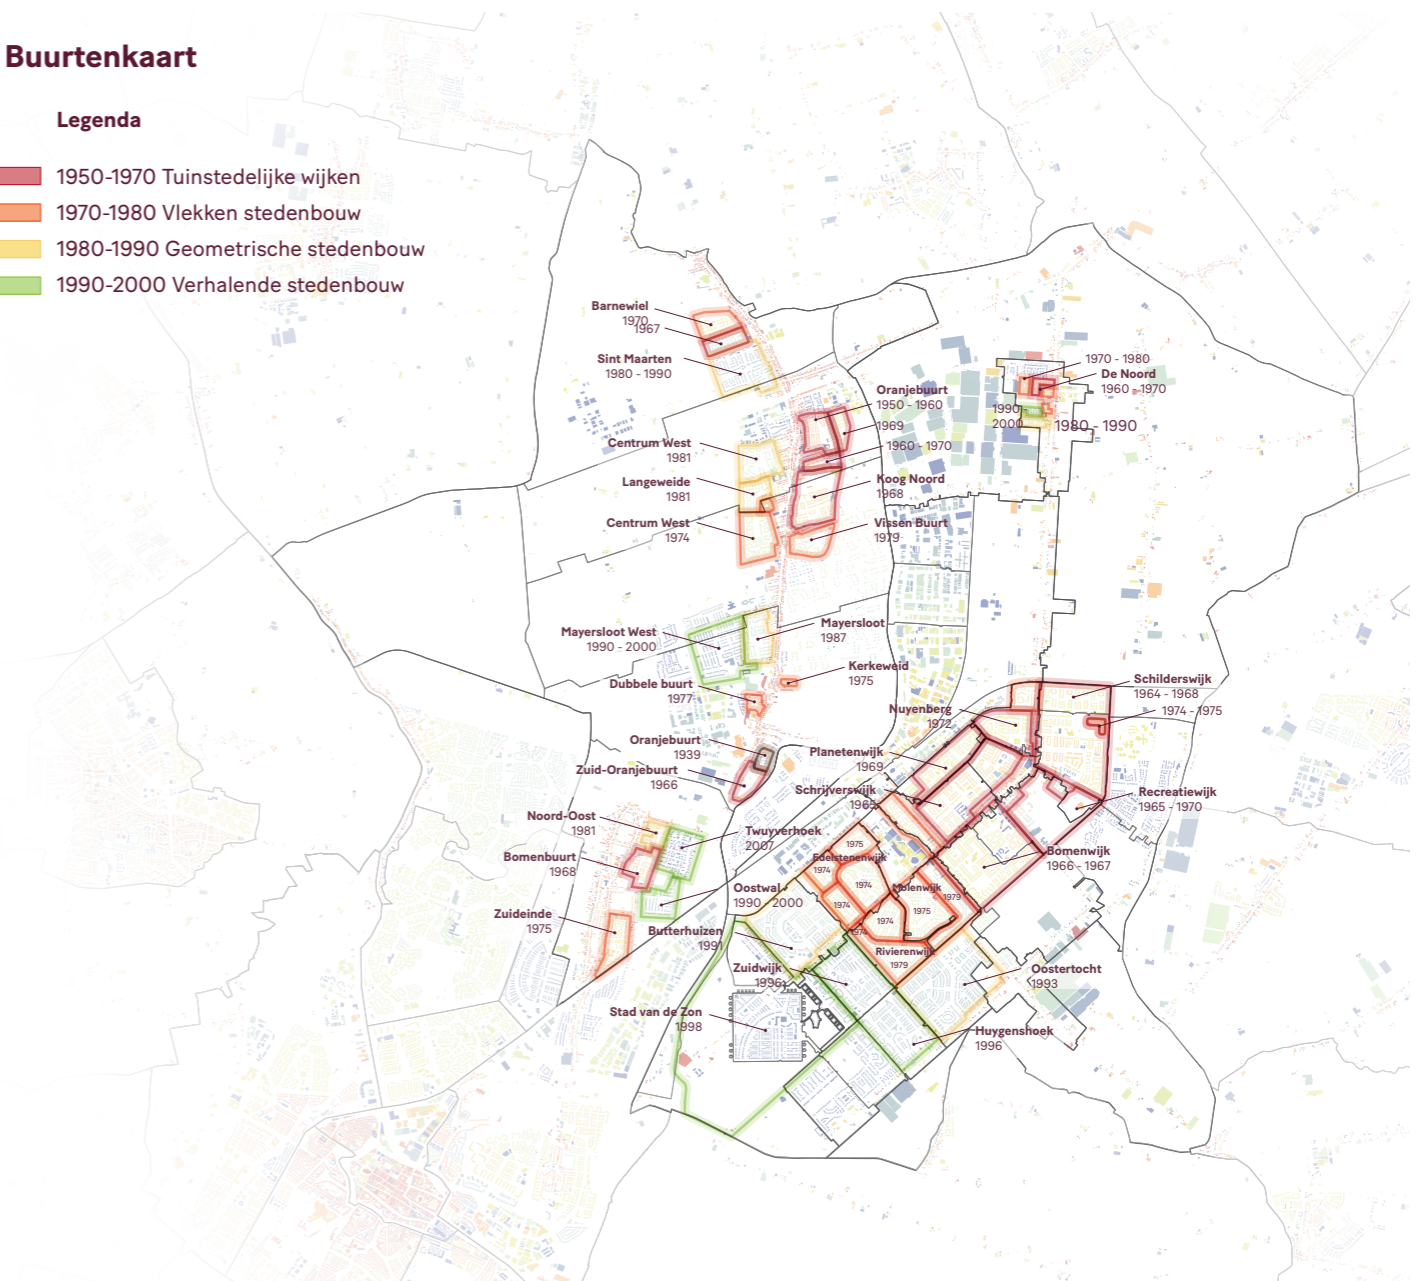 Buurtenkaart
Legenda
1950-1970 Tuinstedelijke wijken
1970-1980 Vlekken stedenbouw
1980-1990 Geometrische stedenbouw
1990-2000 Verhalende stedenbouw
Barnewiel
1970
1967
Sint Maarten
1980 - 1990
Oranjebuurt
1950 - 1960
1969
1960 - 1970
1970 - 1980
De Noord
1960 - 1970
1990 -
2000
1980 - 1990
Centrum West
1981
Langeweide
1981
Koog Noord
1968
Centrum West
1974
Vissen Buurt
1979
Mayersloot West
1990 - 2000
Mayersloot
1987
Kerkeweid
1975
Dubbele buurt
1977
Schilderswijk
1964 - 1968
1974 - 1975
Nuyenberg
1972
Oranjebuurt
1939
Zuid-Oranjebuurt
1966
Planetenwijk
1969
Schrijverswijk
1965
Recreatiewijk
1965 - 1970
Noord-Oost
1981
Twuyverhoek
2007
Bomenbuurt
1968
Bomenwijk
1966 - 1967
1975
Edelstenenwijk
1974
1974
1974
Molenwijk
1979
1975
1974
1974
Rivierenwijk
1979
Oostwal
1990 - 2000
Zuideinde
1975
Butterhuizen
1991
Zuidwijk
1996
Oostertocht
1993
Stad van de Zon
1998
Huygenshoek
1996